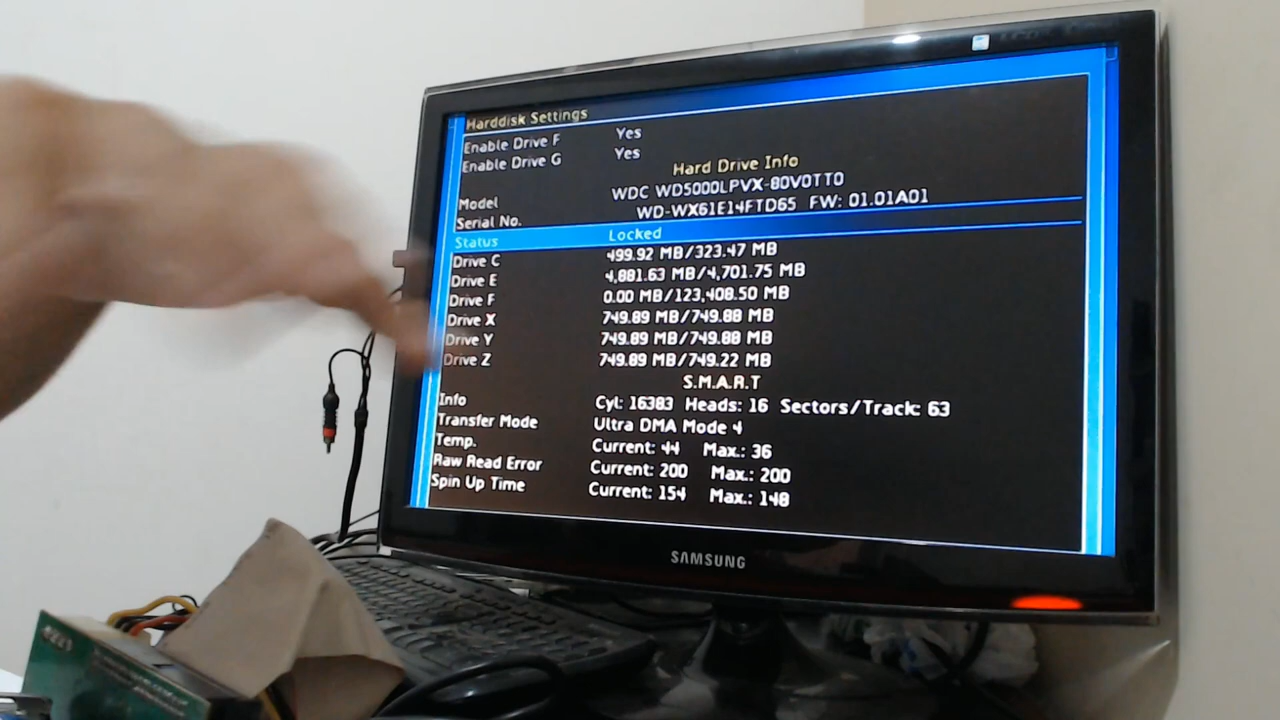 Harddisk Settings
Enable Drive F Yes
Enable Drive G Yes
Hard Drive Info
Model WDC WD5000LPVX-80V0TT0
Serial No. WD-WX61E14FTD65 FW: 01.01A01
Status Locked
Drive C 499.92 MB/323.47 MB
Drive E 4,881.63 MB/4,701.75 MB
Drive F 0.00 MB/123,408.50 MB
Drive X 749.89 MB/749.88 MB
Drive Y 749.89 MB/749.88 MB
Drive Z 749.89 MB/749.22 MB
S.M.A.R.T
Info Cyl: 16383 Heads: 16 Sectors/Track: 63
Transfer Mode Ultra DMA Mode 4
Temp. Current: 44 Max.: 36
Raw Read Error Current: 200 Max.: 200
Spin Up Time Current: 154 Max.: 148
SAMSUNG